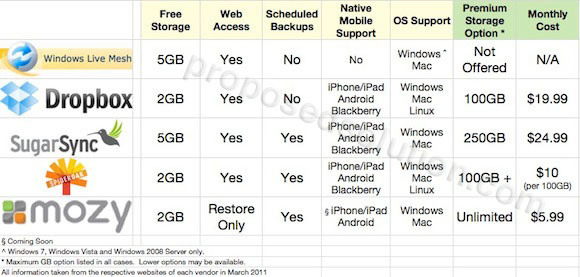 Free Storage Web Access Scheduled Backups Native Mobile Support OS Support Premium Storage Option * Monthly Cost
Windows Live Mesh 5GB Yes No No Windows ^ Mac Not Offered N/A
Dropbox 2GB Yes No iPhone/iPad Android Blackberry Windows Mac Linux 100GB $19.99
SugarSync 5GB Yes Yes iPhone/iPad Android Blackberry Windows Mac 250GB $24.99
SPIDEROAK 2GB Yes Yes iPhone/iPad Android Blackberry Windows Mac Linux 100GB + $10 (per 100GB)
mozy 2GB Restore Only Yes § iPhone/iPad Android Windows Mac Unlimited $5.99
§ Coming Soon
^ Windows 7, Windows Vista and Windows 2008 Server only.
* Maximum GB option listed in all cases. Lower options may be available.
All information taken from the respective websites of each vendor in March 2011
proposedsolution.com